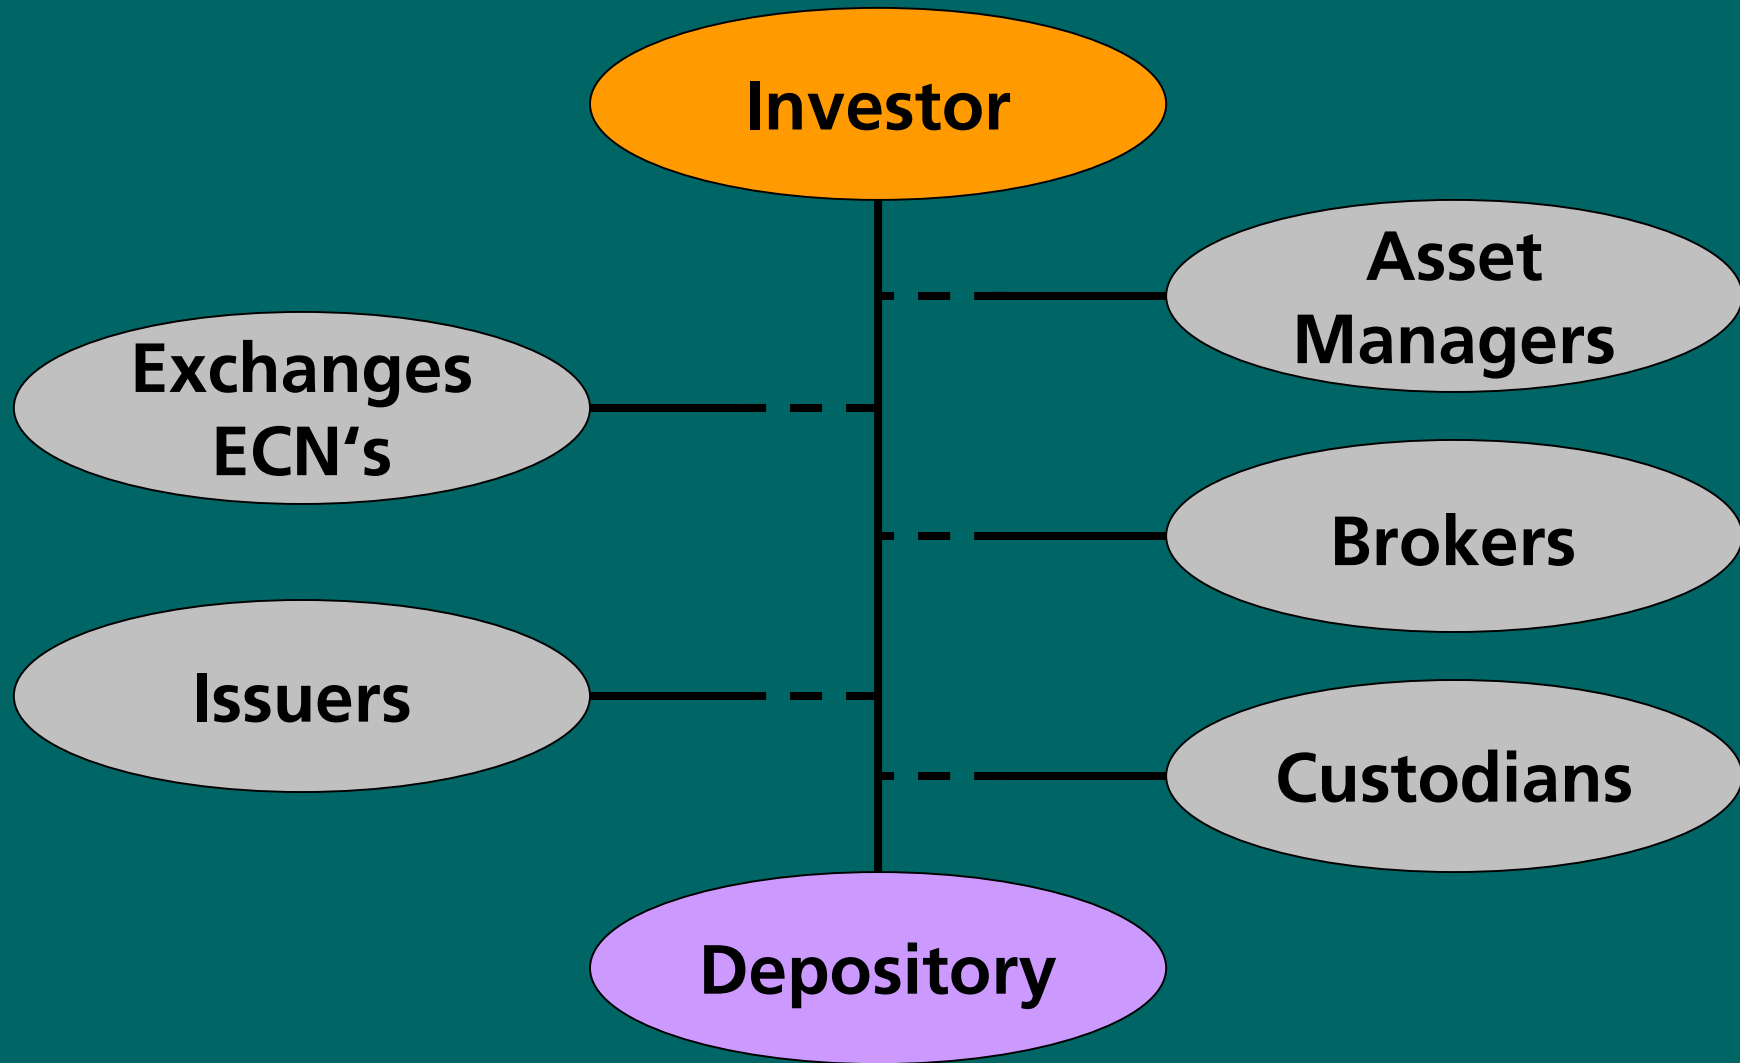 Investor
Asset
Managers
Exchanges
ECN‘s
Brokers
Issuers
Custodians
Depository